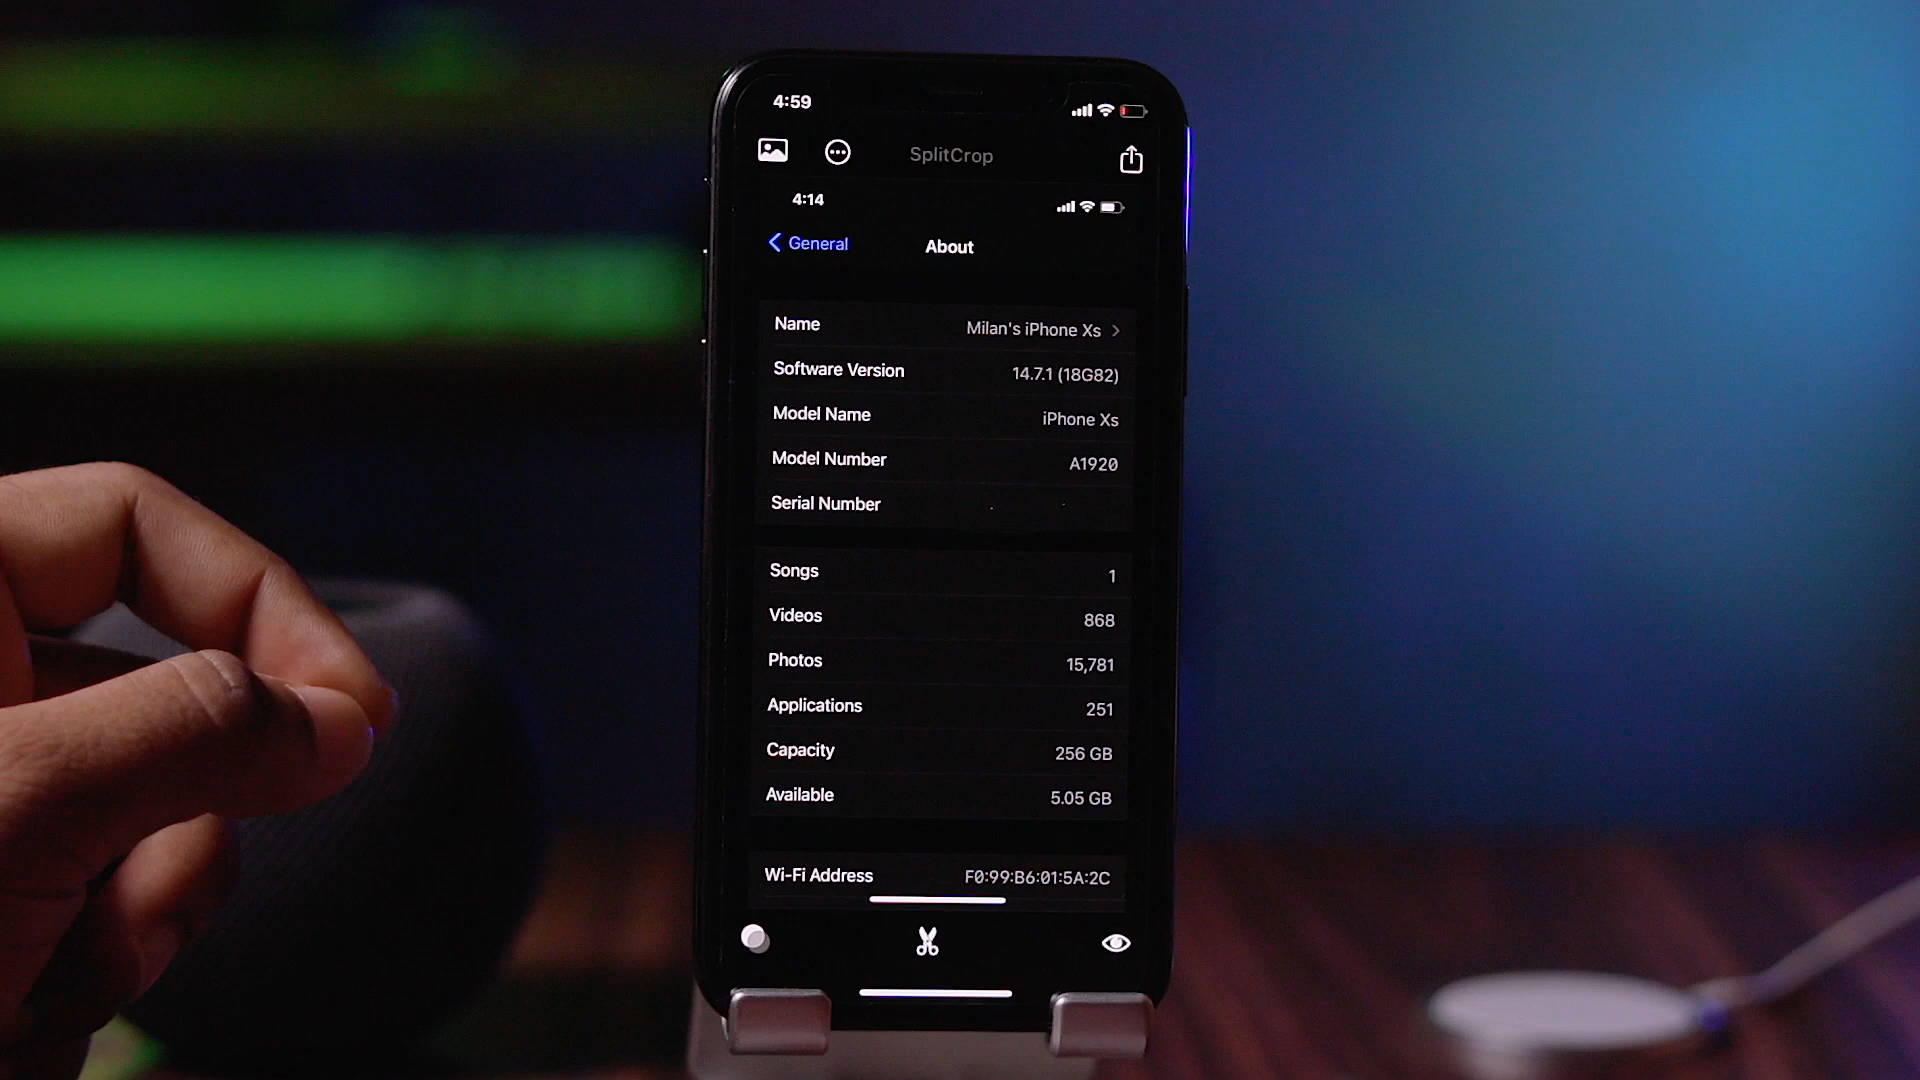 4:59
SplitCrop
4:14
General
About
Name Milan's iPhone Xs
Software Version 14.7.1 (18G82)
Model Name iPhone Xs
Model Number A1920
Serial Number
Songs 1
Videos 868
Photos 15,781
Applications 251
Capacity 256 GB
Available 5.05 GB
Wi-Fi Address F0:99:B6:01:5A:2C